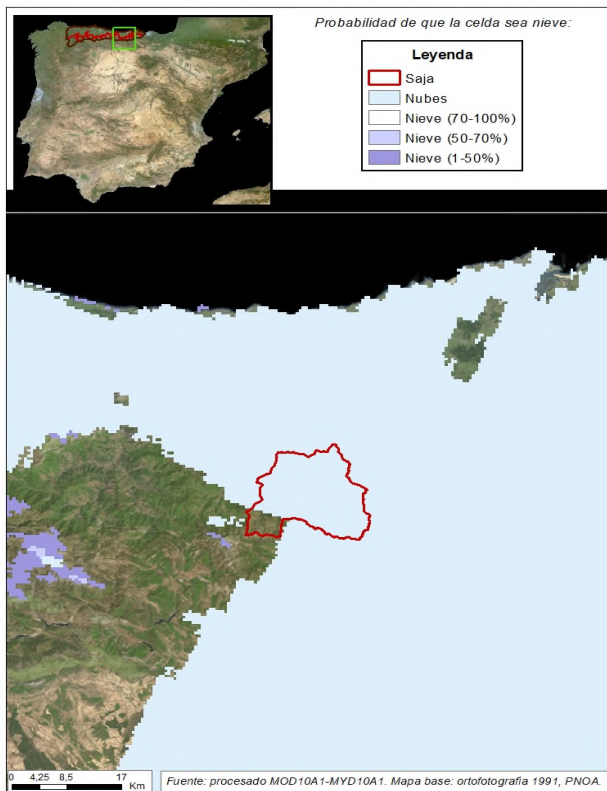 Probabilidad de que la celda sea nieve:
Leyenda
Saja
Nubes
Nieve (70-100%)
Nieve (50-70%)
Nieve (1-50%)
0 4,25 8,5 17
Km
Fuente: procesado MOD10A1-MYD10A1. Mapa base: ortofotografia 1991, PNOA.